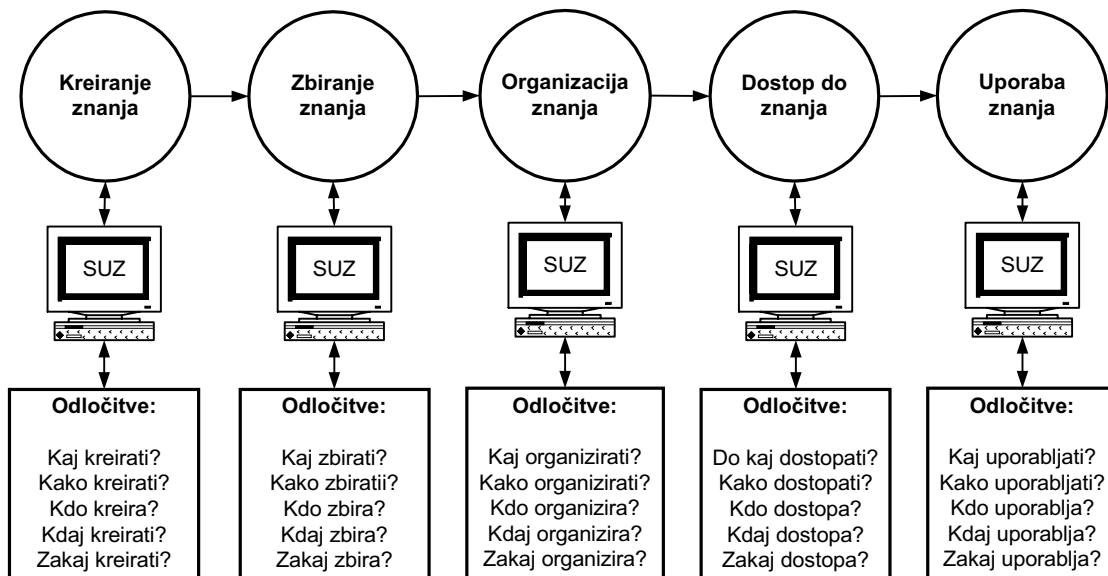 Kreiranje
znanja
Zbiranje
znanja
Organizacija
znanja
Dostop do
znanja
Uporaba
znanja
SUZ
SUZ
SUZ
SUZ
SUZ
Odločitve:
Kaj kreirati?
Kako kreirati?
Kdo kreira?
Kdaj kreirati?
Zakaj kreirati?
Odločitve:
Kaj zbirati?
Kako zbiratii?
Kdo zbira?
Kdaj zbira?
Zakaj zbira?
Odločitve:
Kaj organizirati?
Kako organizirati?
Kdo organizira?
Kdaj organizira?
Zakaj organizira?
Odločitve:
Do kaj dostopati?
Kako dostopati?
Kdo dostopa?
Kdaj dostopa?
Zakaj dostopa?
Odločitve:
Kaj uporabljati?
Kako uporabljati?
Kdo uporablja?
Kdaj uporablja?
Zakaj uporablja?